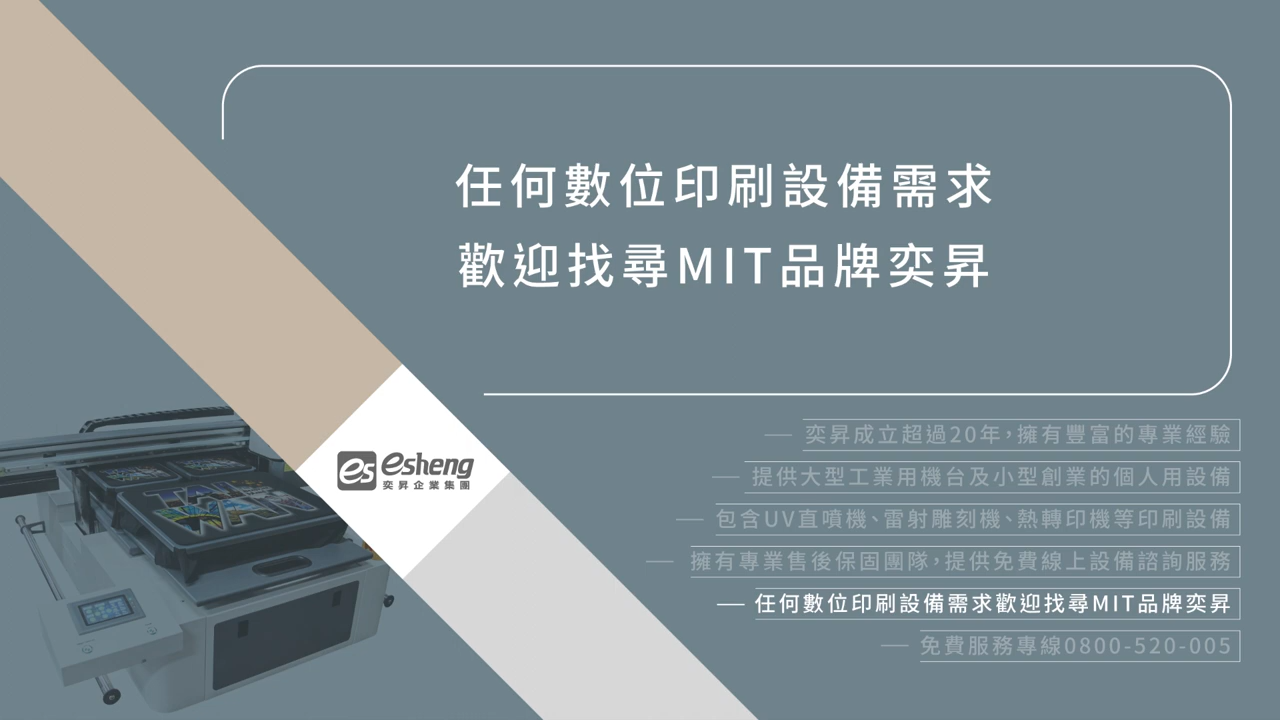 任何數位印刷設備需求
歡迎找尋MIT品牌奕昇
es esheng
奕昇企業集團
TAIWAN
奕昇成立超過20年，擁有豐富的專業經驗
提供大型工業用機台及小型創業的個人用設備
包含UV直噴機、雷射雕刻機、熱轉印機等印刷設備
擁有專業售後保固團隊，提供免費線上設備諮詢服務
任何數位印刷設備需求歡迎找尋MIT品牌奕昇
免費服務專線0800-520-005